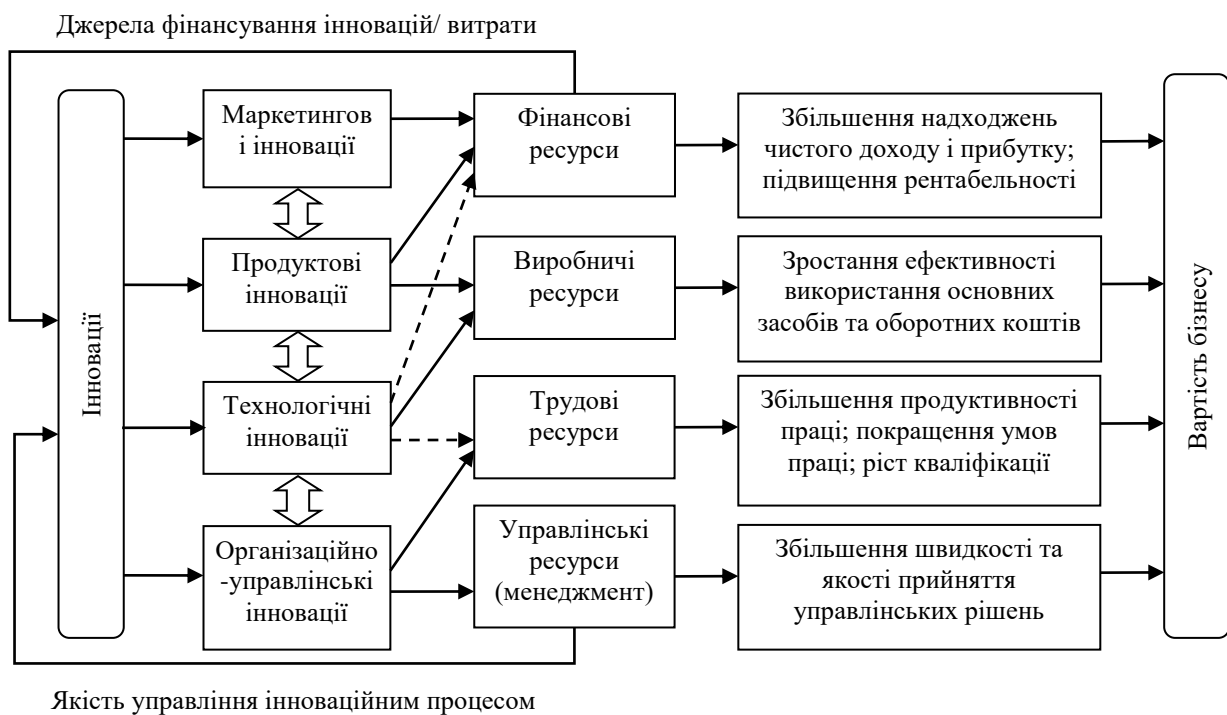 Джерела фінансування інновацій/ витрати
Інновації
Маркетингов
і інновації
Продуктові
інновації
Технологічні
інновації
Організаційно
-управлінські
інновації
Фінансові
ресурси
Виробничі
ресурси
Трудові
ресурси
Управлінські
ресурси
(менеджмент)
Збільшення надходжень
чистого доходу і прибутку;
підвищення рентабельності
Зростання ефективності
використання основних
засобів та оборотних коштів
Збільшення продуктивності
праці; покращення умов
праці; ріст кваліфікації
Збільшення швидкості та
якості прийняття
управлінських рішень
Вартість бізнесу
Якість управління інноваційним процесом